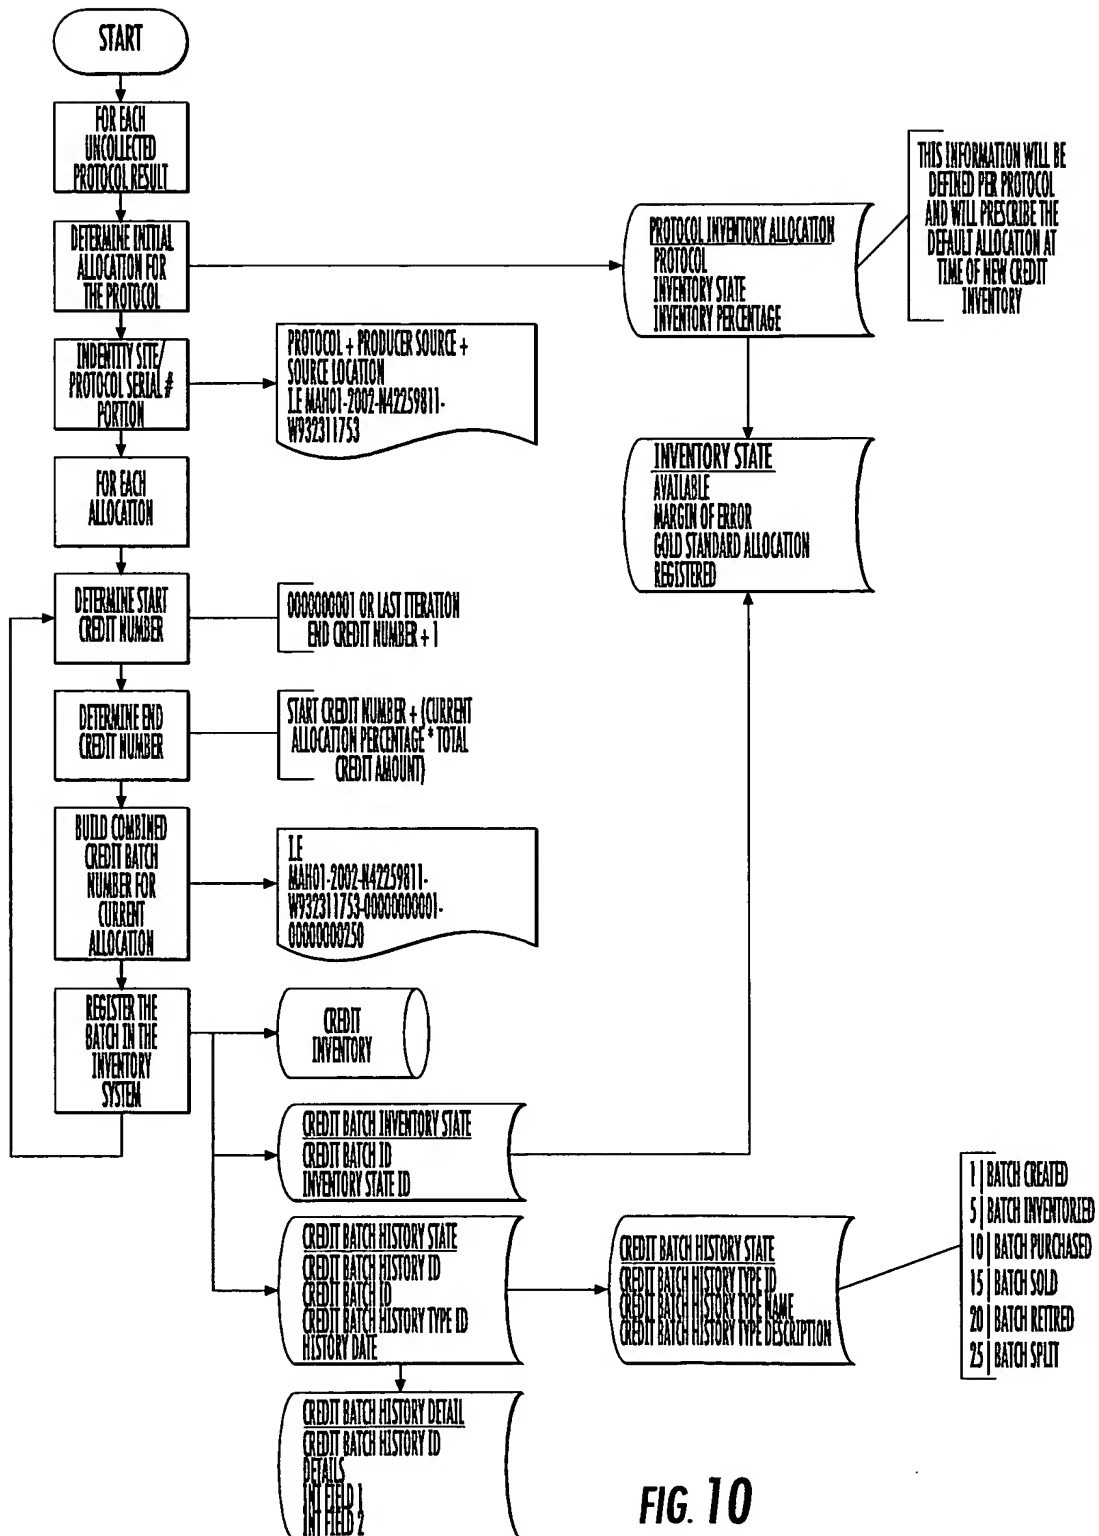 START
FOR EACH
UNCOLLECTED
PROTOCOL RESULT
DETERMINE INITIAL
ALLOCATION FOR
THE PROTOCOL
PROTOCOL INVENTORY ALLOCATION
PROTOCOL
INVENTORY STATE
INVENTORY PERCENTAGE
THIS INFORMATION WILL BE
DEFINED PER PROTOCOL
AND WILL PRESCRIBE THE
DEFAULT ALLOCATION AT
TIME OF NEW CREDIT
INVENTORY
INDENTITY SITE/
PROTOCOL SERIAL #
PORTION
PROTOCOL + PRODUCER SOURCE +
SOURCE LOCATION
I.E MAH01-2002-N42259811-
W932311753
INVENTORY STATE
AVAILABLE
MARGIN OF ERROR
GOLD STANDARD ALLOCATION
REGISTERED
FOR EACH
ALLOCATION
DETERMINE START
CREDIT NUMBER
0000000001 OR LAST ITERATION
END CREDIT NUMBER + 1
DETERMINE END
CREDIT NUMBER
START CREDIT NUMBER + (CURRENT
ALLOCATION PERCENTAGE * TOTAL
CREDIT AMOUNT)
BUILD COMBINED
CREDIT BATCH
NUMBER FOR
CURRENT
ALLOCATION
I.E
MAH01-2002-N42259811-
W932311753-00000000001-
00000000250
REGISTER THE
BATCH IN THE
INVENTORY
SYSTEM
CREDIT
INVENTORY
CREDIT BATCH INVENTORY STATE
CREDIT BATCH ID
INVENTORY STATE ID
CREDIT BATCH HISTORY STATE
CREDIT BATCH HISTORY ID
CREDIT BATCH ID
CREDIT BATCH HISTORY TYPE ID
HISTORY DATE
CREDIT BATCH HISTORY STATE
CREDIT BATCH HISTORY TYPE ID
CREDIT BATCH HISTORY TYPE NAME
CREDIT BATCH HISTORY TYPE DESCRIPTION
1 | BATCH CREATED
5 | BATCH INVENTORIED
10 | BATCH PURCHASED
15 | BATCH SOLD
20 | BATCH RETIRED
25 | BATCH SPLIT
CREDIT BATCH HISTORY DETAIL
CREDIT BATCH HISTORY ID
DETAILS
INT FIELD 1
INT FIELD 2
FIG. 10